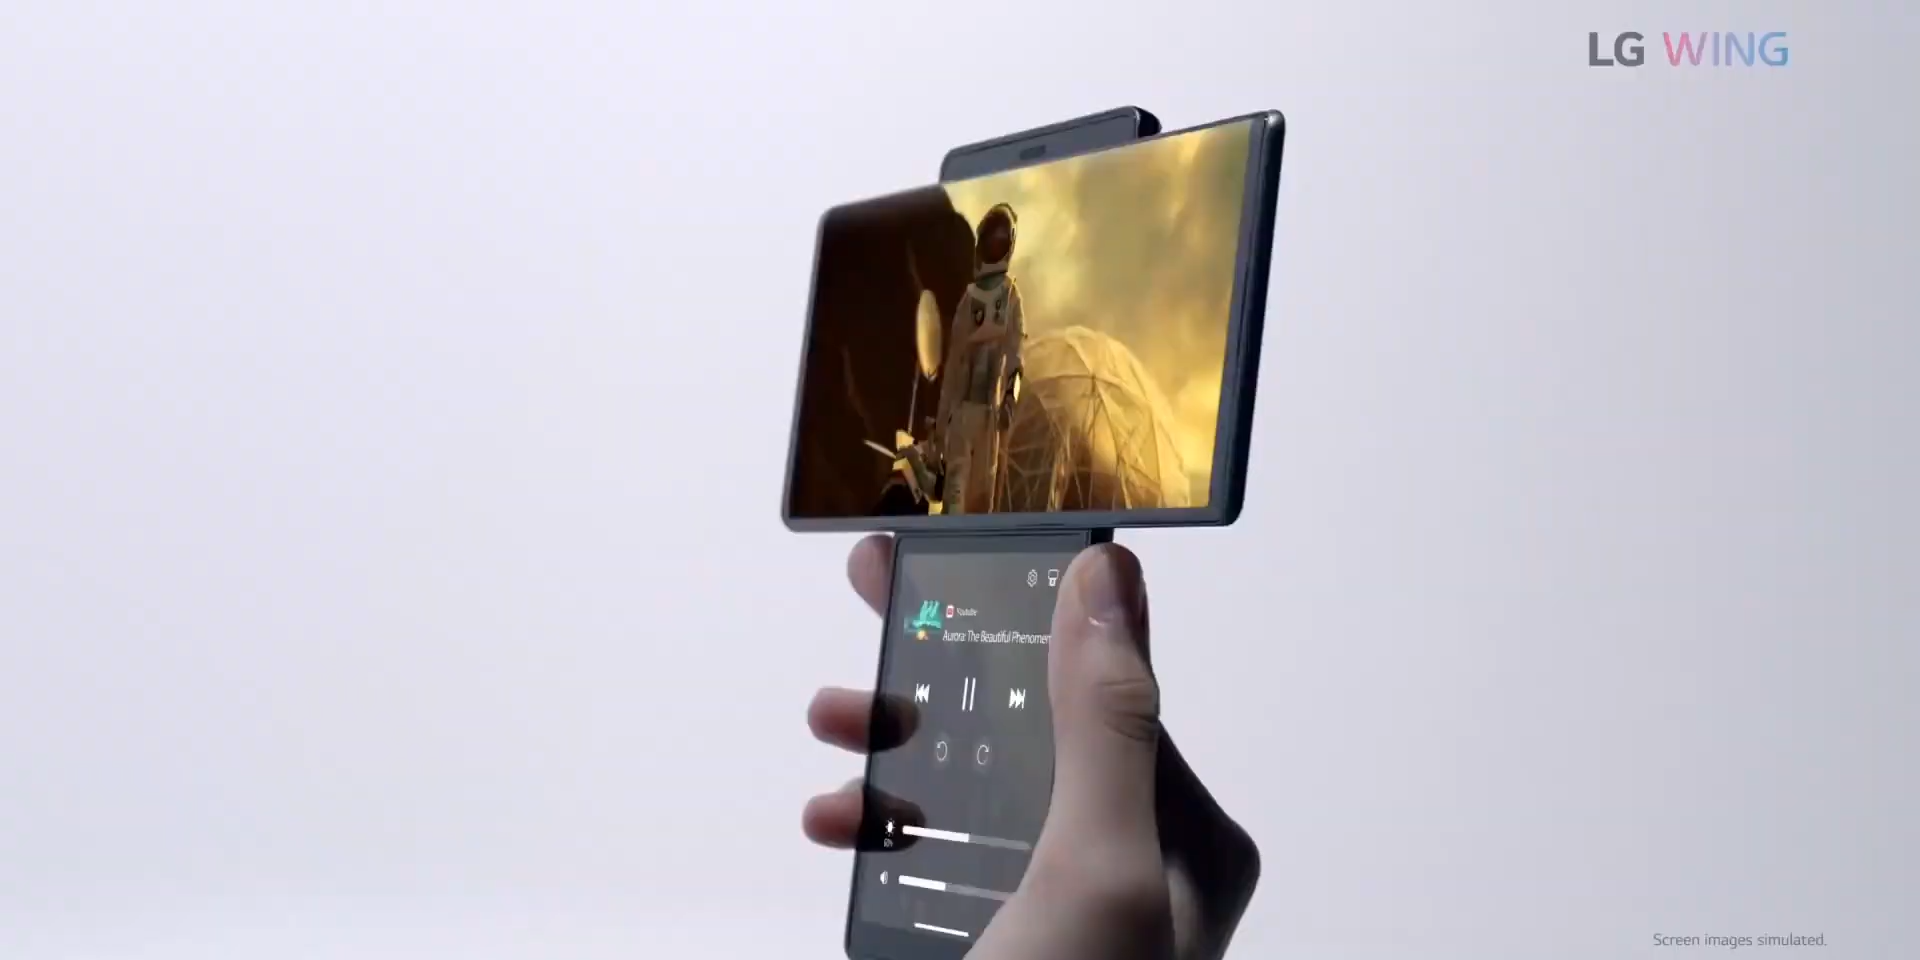 LG WING
Youtube
Aurora: The Beautiful Phenomen
Screen images simulated.